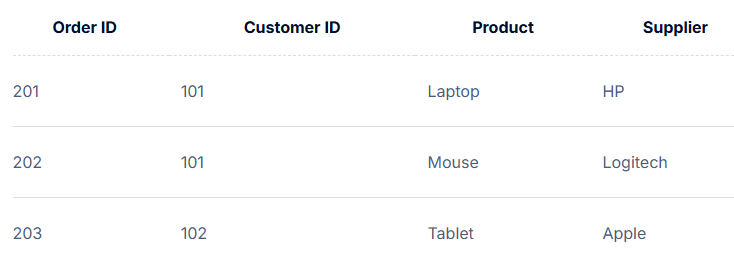 Order ID Customer ID Product Supplier
201 101 Laptop HP
202 101 Mouse Logitech
203 102 Tablet Apple